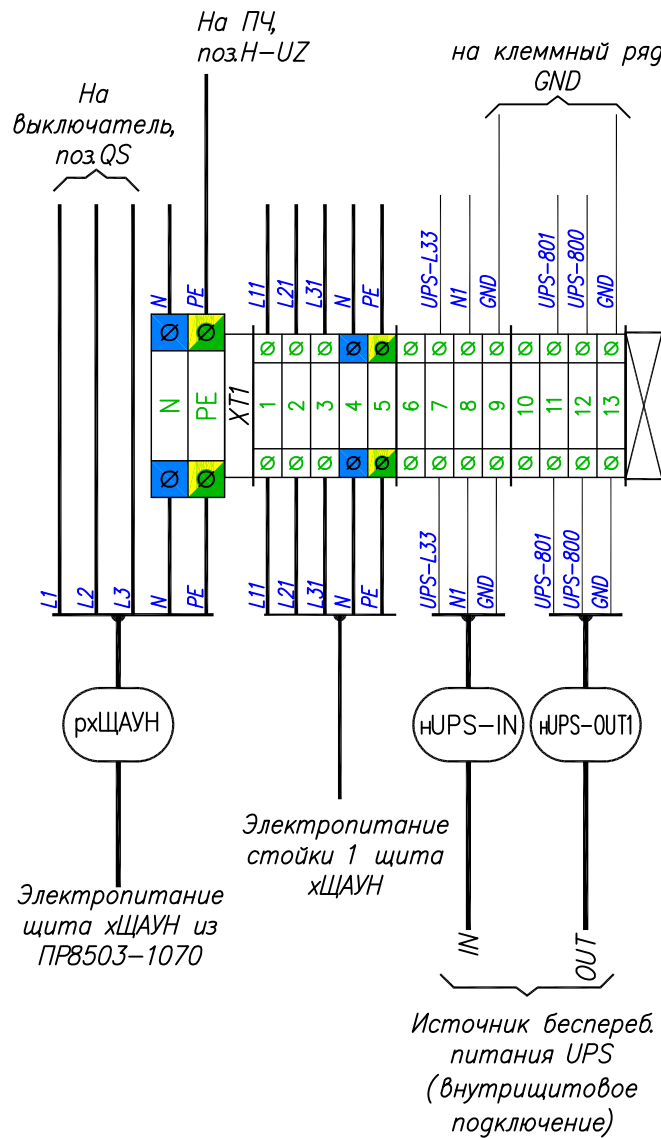 На ПЧ,
поз.H-UZ
на клеммный ряд
GND
На
выключатель,
поз.QS
N
PE
L11
L21
L31
N
PE
UPS-L33
N1
GND
UPS-801
UPS-800
GND
N
PE
XT1
1
2
3
4
5
6
7
8
9
10
11
12
13
L1
L2
L3
N
PE
L11
L21
L31
N
PE
UPS-L33
N1
GND
UPS-801
UPS-800
GND
рхЩАУН
нUPS-IN
нUPS-OUT1
Электропитание
стойки 1 щита
хЩАУН
Электропитание
щита хЩАУН из
ПР8503-1070
IN
OUT
Источник беспереб.
питания UPS
(внутрищитовое
подключение)